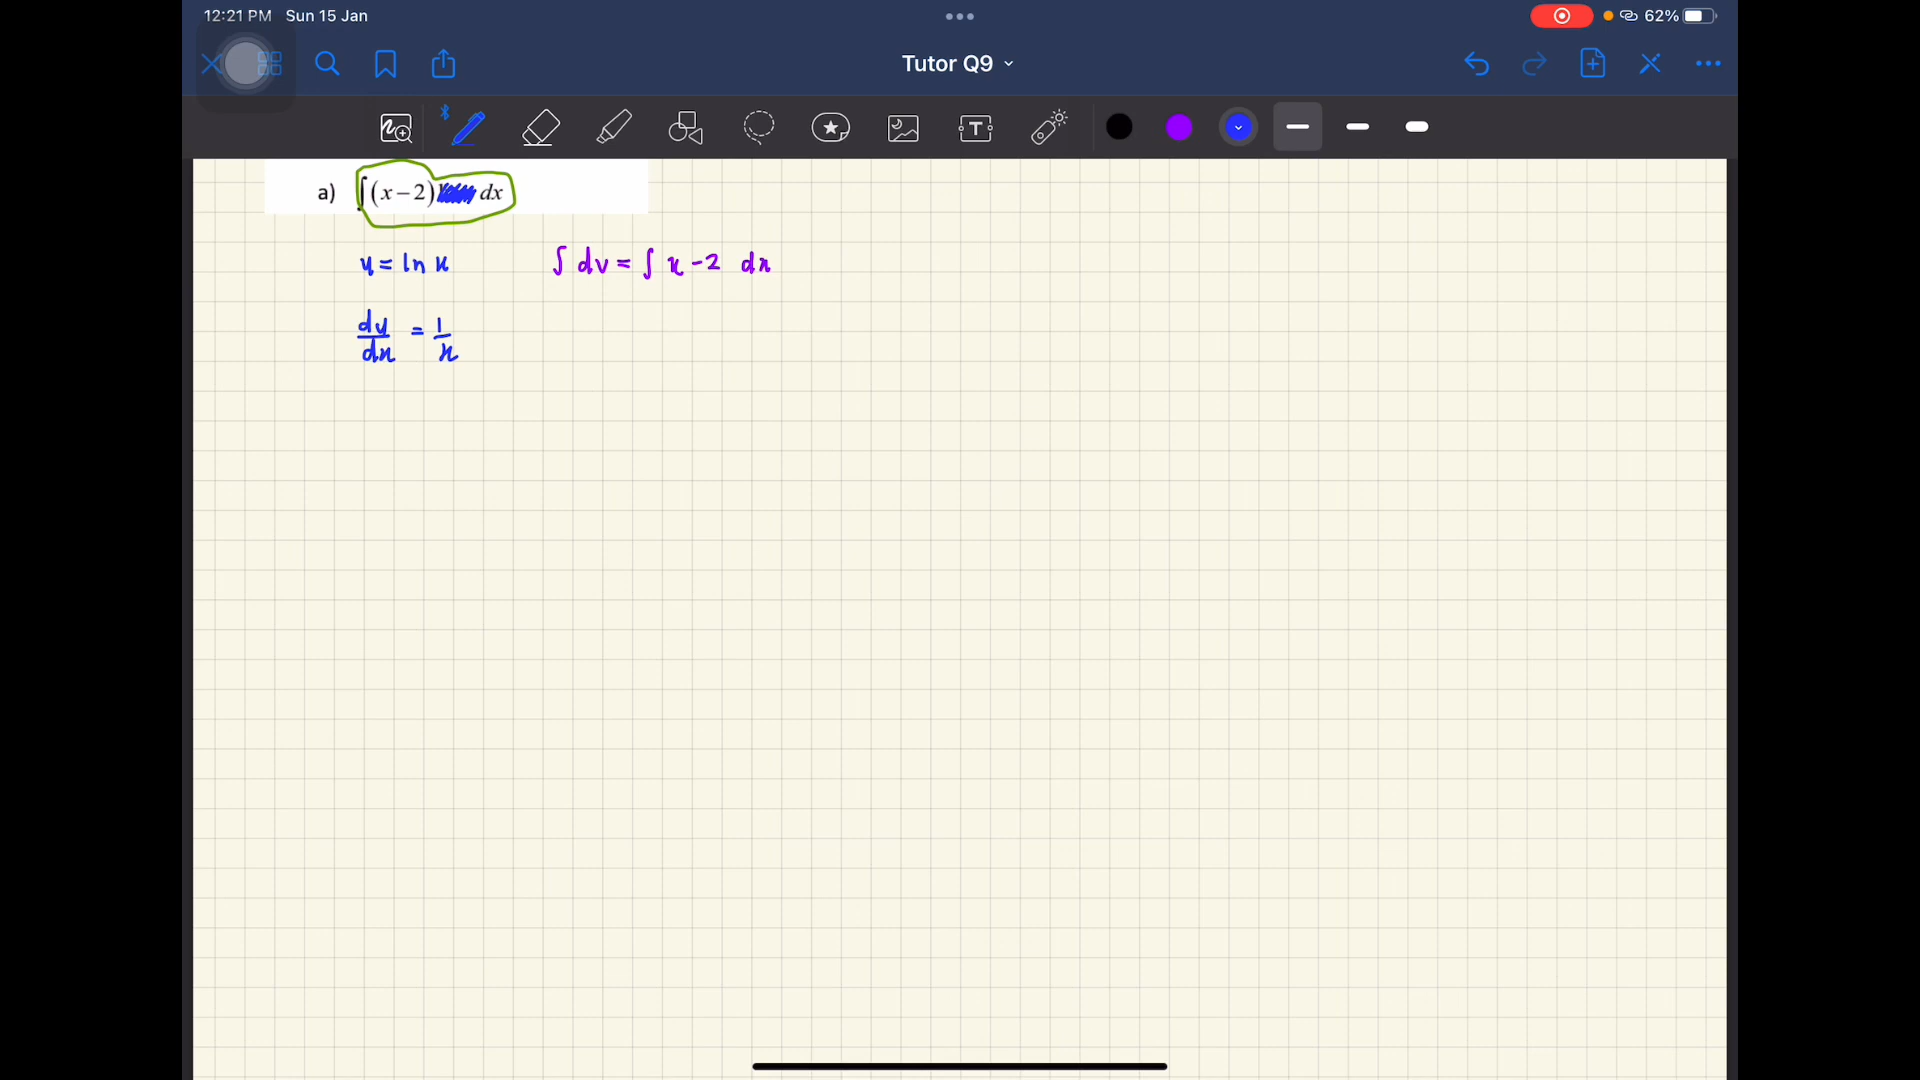 12:21 PM Sun 15 Jan
62%
Tutor Q9
a) ∫(x−2) dx
u = ln x ∫ dv = ∫ x −2 dx
du/dx = 1/x